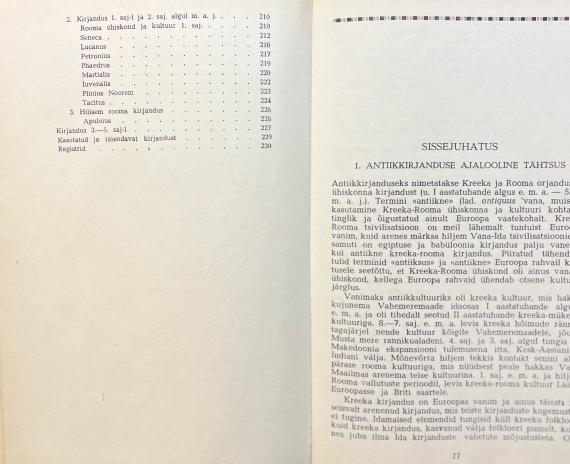 2. Kirjandus 1. saj-l ja 2. saj. algul m. a. j. . . . 210
Rooma ühiskond ja kultuur 1. saj. . . . . 210
Seneca . . . . . . . . . 212
Lucanus . . . . . . . . . 216
Petronius . . . . . . . . . 217
Phaedrus . . . . . . . . . 219
Martialis . . . . . . . . . 220
Iuvenalis . . . . . . . . . 222
Plinius Noorem . . . . . . . . 223
Tacitus . . . . . . . . . 224
3. Hilisem rooma kirjandus . . . . . . 226
Apuleius . . . . . . . . . 226
Kirjandus 3.—5. saj-l . . . . . . . 227
Kasutatud ja täiendavat kirjandust . . . . . 229
Registrid . . . . . . . . . 230
SISSEJUHATUS
1. ANTIIKKIRJANDUSE AJALOOLINE TÄHTSUS
Antiikkirjanduseks nimetatakse Kreeka ja Rooma orjandus
ühiskonna kirjandust (u. I aastatuhande algus e. m. a. — 5.
m. a. j.). Termini «antiikne» (lad. antiquus 'vana, muis
kasutamine Kreeka-Rooma ühiskonna ja kultuuri kohta
tinglik ja õigustatud ainult Euroopa vaatekohalt. Kre
Rooma tsivilisatsioon on meil lähemalt tuntuist Euroo
vanim, kuid arenes märksa hiljem Vana-Ida tsivilisatsioonide
samuti on egiptuse ja babüloonia kirjandus palju vane
kui antiikne kreeka-rooma kirjandus. Piiratud tähend
tulid terminid «antiiksus» ja «antiikne» Euroopa rahvail k
tusele seetõttu, et Kreeka-Rooma ühiskond oli ainus vana
ühiskond, kellega Euroopa rahvaid ühendab otsene kultu
järglus.
Vanimaks antiikkultuuriks oli kreeka kultuur, mis hak
kujunema Vahemeremaade idaosas I aastatuhande algu
e. m. a. ja oli tihedalt seotud II aastatuhande kreeka-müke
kultuuriga. 8.—7. saj. e. m. a. levis kreeka hõimude ränn
tagajärjel nende kultuur kõigile Vahemeremaadele, jõu
Musta mere rannikualadeni. 4. saj. ja 3. saj. algul tungis
Makedoonia ekspansiooni tulemusena itta, Kesk-Aasiani
Indiani välja. Mõnevõrra hiljem tekkis kontakt senini al
pärase rooma kultuuriga, mis nüüdsest peale hakkas Va
Maailmas arenema teise kultuurina. 1. saj. e. m. a. ja hilj
Rooma vallutuste perioodil, levis kreeka-rooma kultuur Lää
Euroopasse ja Briti saartele.
Kreeka kirjandus on Euroopas vanim ja ainus täiesti
seisvalt arenenud kirjandus, mis teiste kirjanduste kogemust
ei tugine. Idamaised elemendid tungisid küll kreeka folkloo
kuid kreeka kirjandus, kasvanud välja folkloori pinnalt, ku
nes juba ilma Ida kirjanduste vahetute mõjustusteta. O
11